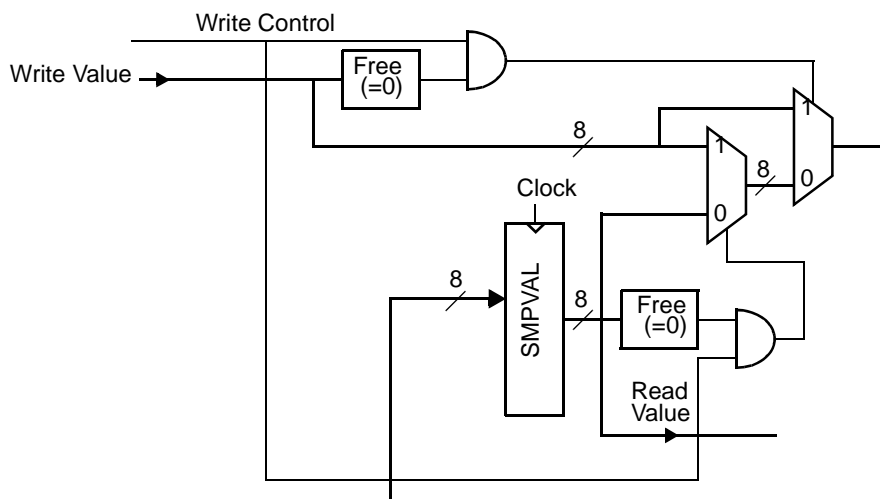 Write Control
Write Value
Free
(=0)
1
8
1
8
0
Clock
0
8
SMPVAL
8
Free
(=0)
Read
Value